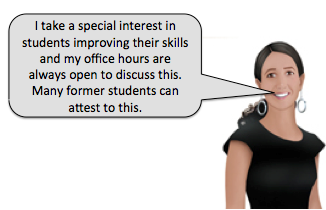 I take a special interest in
students improving their skills
and my office hours are
always open to discuss this.
Many former students can
attest to this.